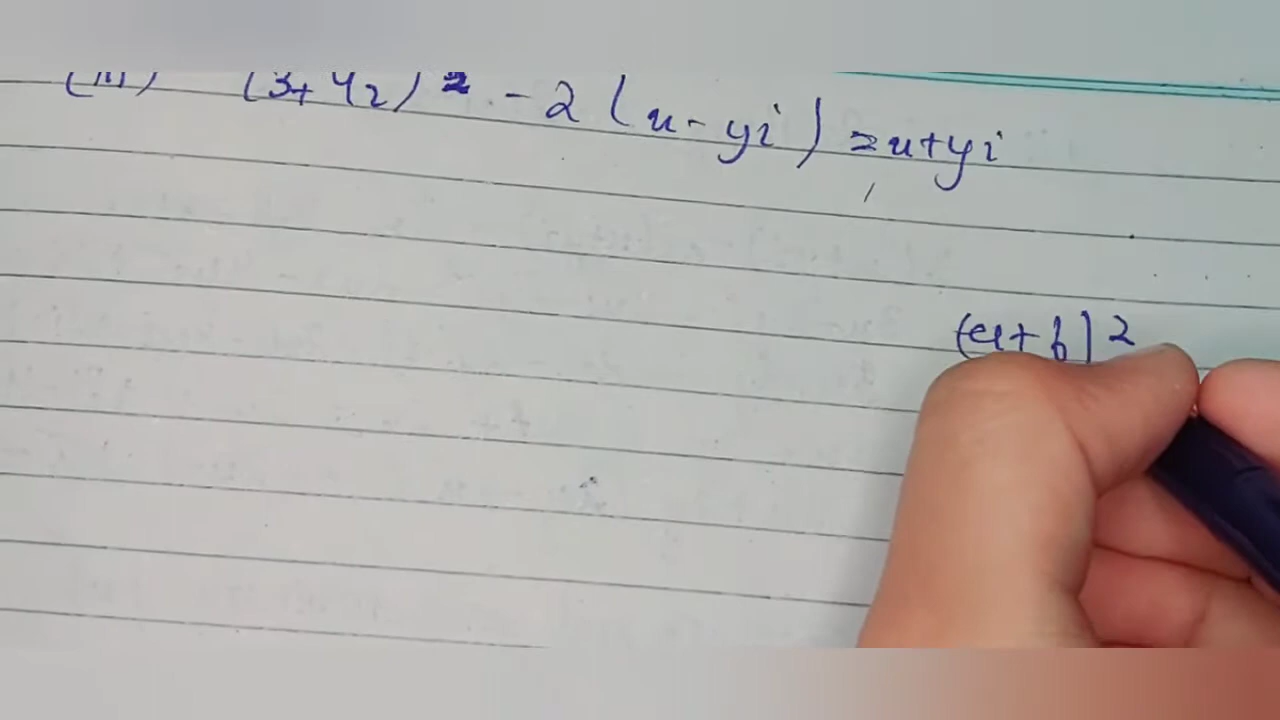 (iii) (3+4i)² -2(x-yi) = x+yi
(a+b)²